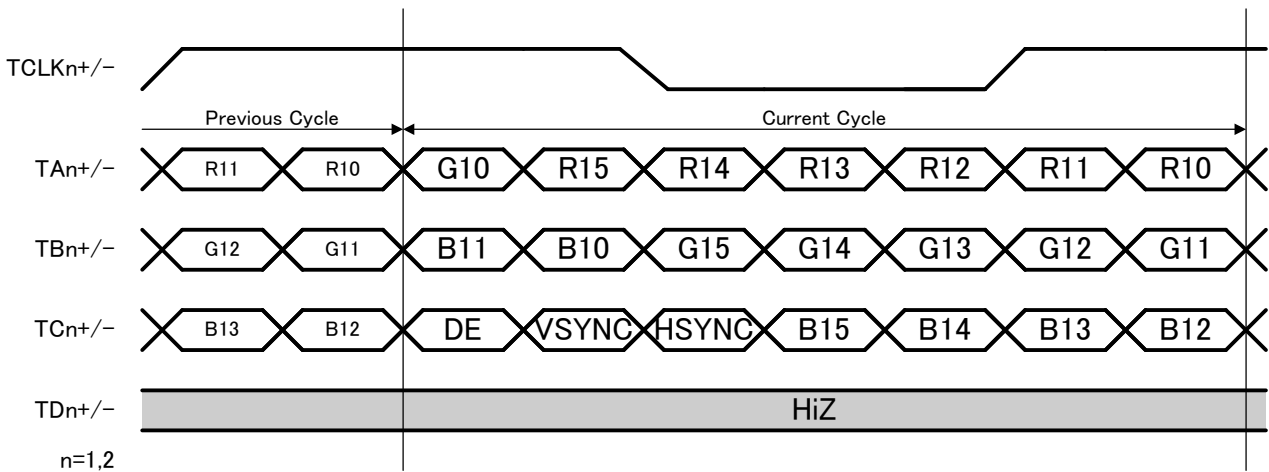 TCLKn+/-
Previous Cycle Current Cycle
TAn+/- R11 R10 G10 R15 R14 R13 R12 R11 R10
TBn+/- G12 G11 B11 B10 G15 G14 G13 G12 G11
TCn+/- B13 B12 DE VSYNC HSYNC B15 B14 B13 B12
TDn+/- HiZ
n=1,2